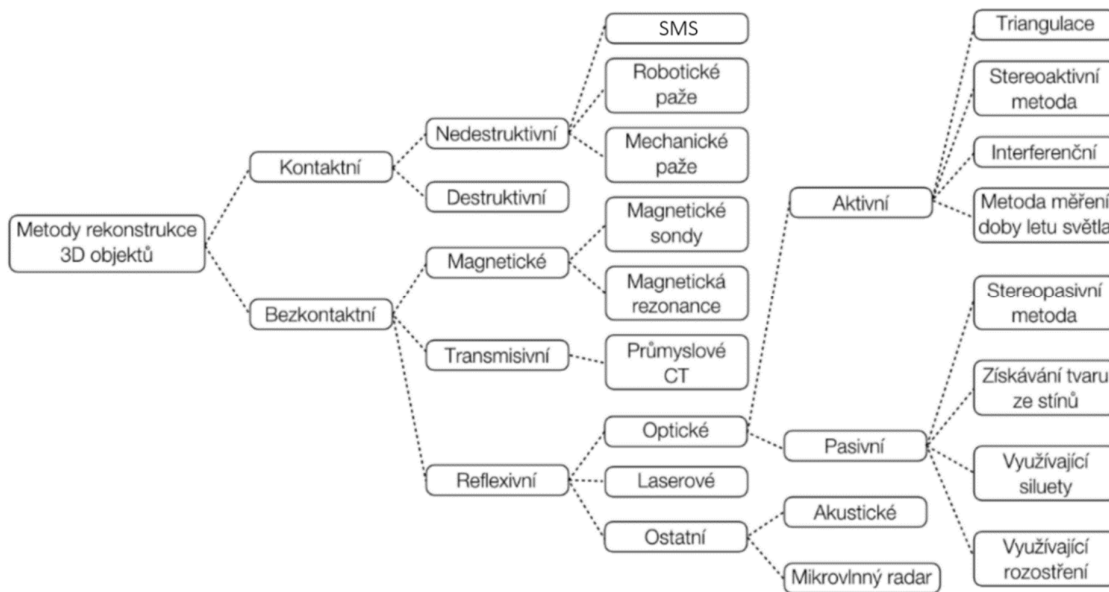 Metody rekonstrukce
3D objektů
Kontaktní
Bezkontaktní
Nedestruktivní
Destruktivní
Magnetické
Transmisivní
Reflexivní
SMS
Robotické
paže
Mechanické
paže
Magnetické
sondy
Magnetická
rezonance
Průmyslové
CT
Optické
Laserové
Ostatní
Aktivní
Pasivní
Akustické
Mikrovlnný radar
Triangulace
Stereoaktivní
metoda
Interferenční
Metoda měření
doby letu světla
Stereopasivní
metoda
Získávání tvaru
ze stínů
Využívající
siluety
Využívající
rozostření